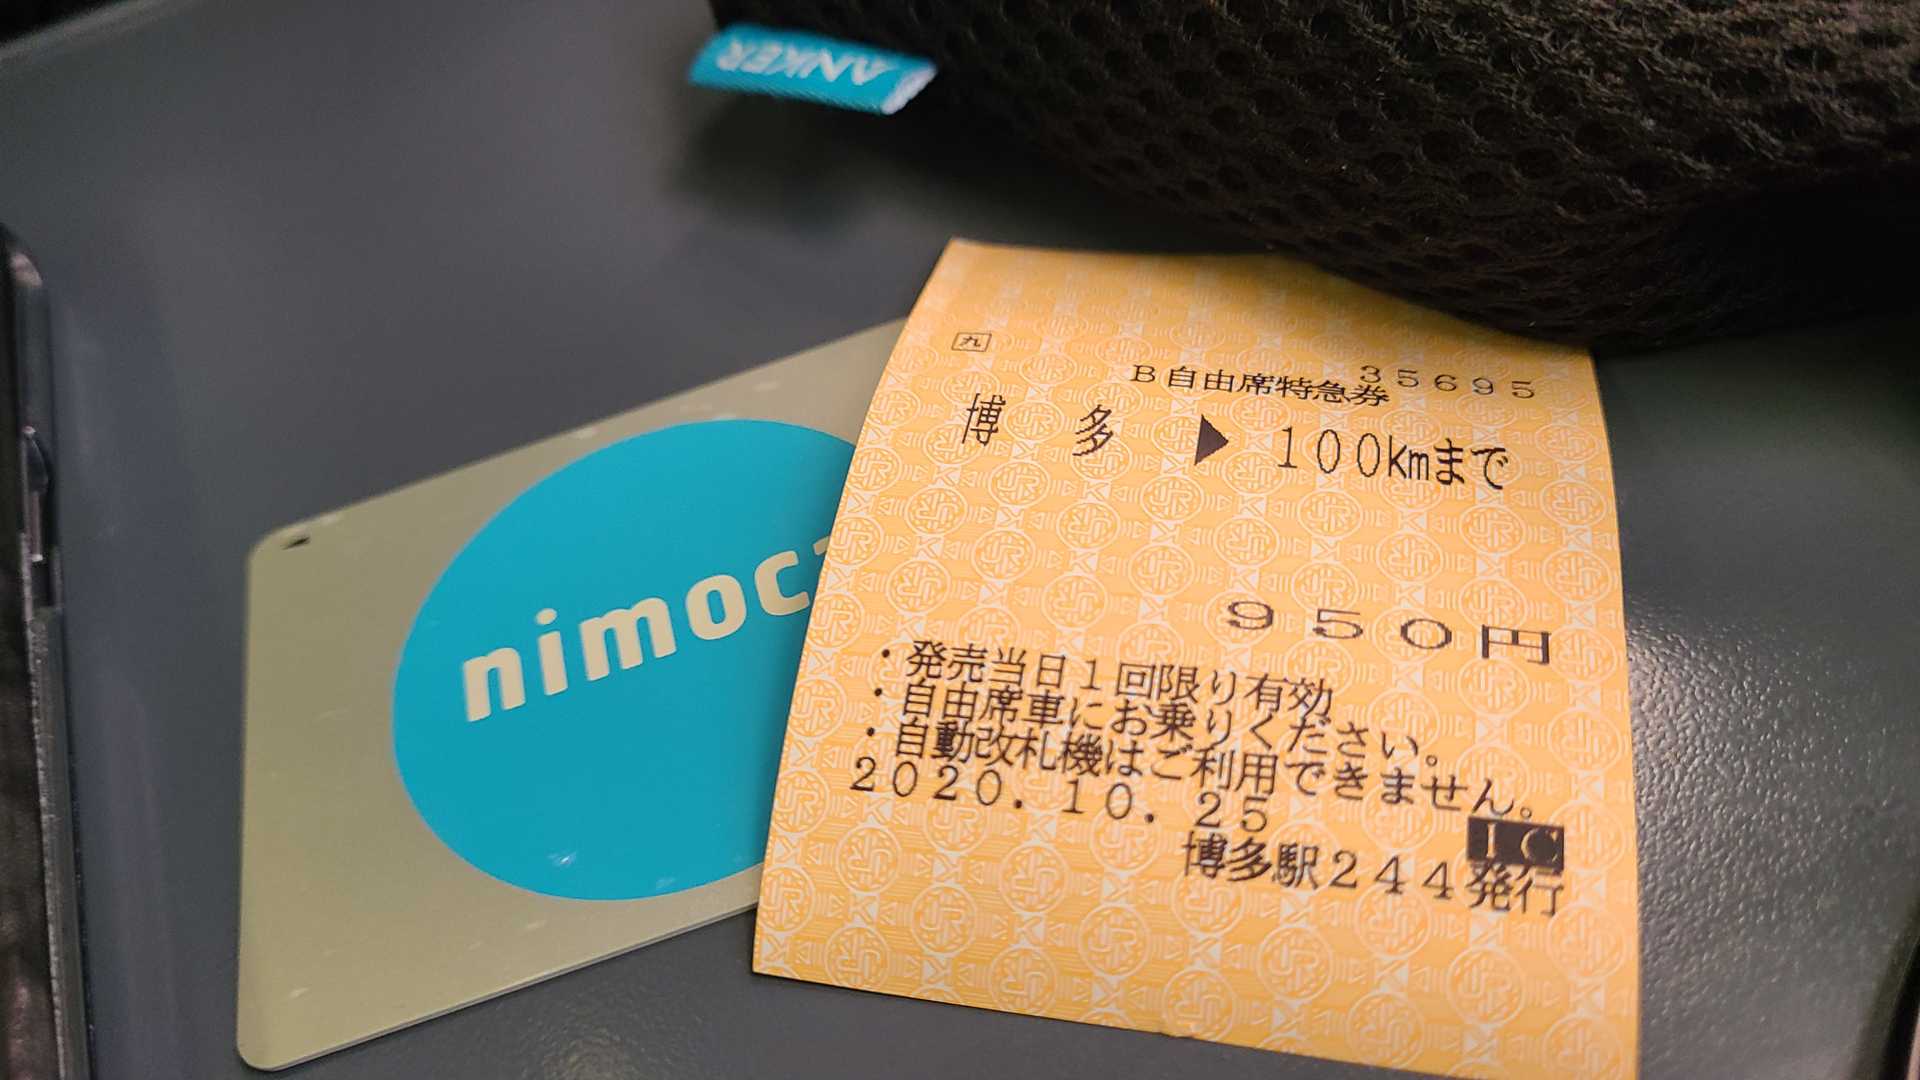 ANKER
nimoc
九
35695
B自由席特急券
博 多 ▶ 100kmまで
950円
・発売当日1回限り有効
・自由席車にお乗りください。
・自動改札機はご利用できません。
2020.10.25
IC
博多駅244発行